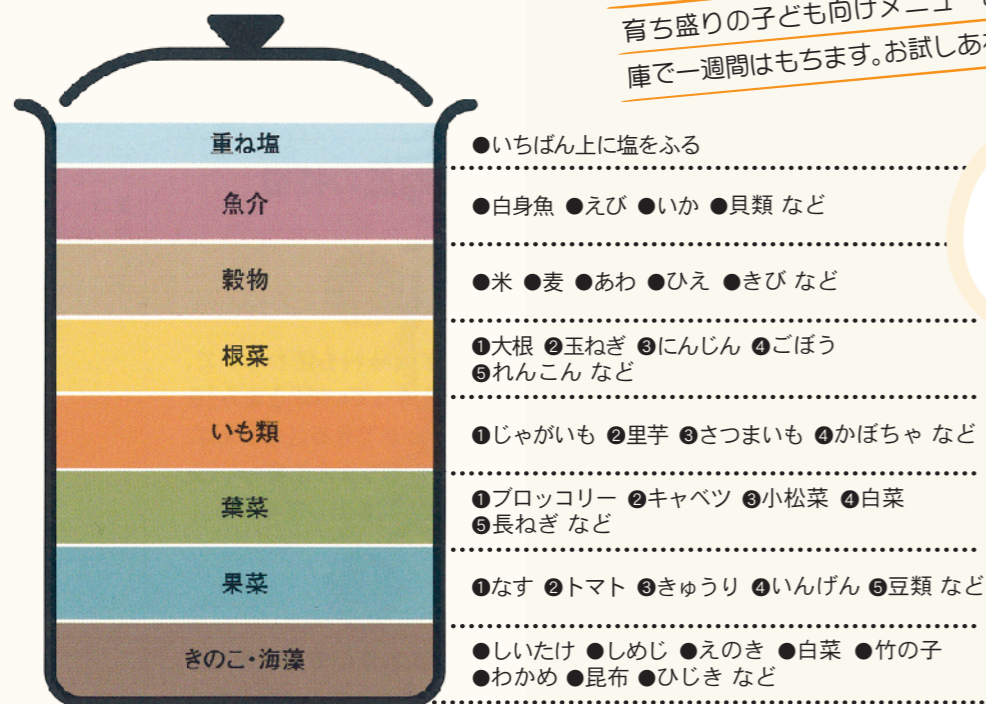 育ち盛りの子ども向けメニュー
庫で一週間はもちます。お試しあ
重ね塩
●いちばん上に塩をふる
魚介
●白身魚 ●えび ●いか ●貝類 など
穀物
●米 ●麦 ●あわ ●ひえ ●きび など
根菜
❶大根 ❷玉ねぎ ❸にんじん ❹ごぼう
❺れんこん など
いも類
❶じゃがいも ❷里芋 ❸さつまいも ❹かぼちゃ など
葉菜
❶ブロッコリー ❷キャベツ ❸小松菜 ❹白菜
❺長ねぎ など
果菜
❶なす ❷トマト ❸きゅうり ❹いんげん ❺豆類 など
きのこ・海藻
●しいたけ ●しめじ ●えのき ●白菜 ●竹の子
●わかめ ●昆布 ●ひじき など